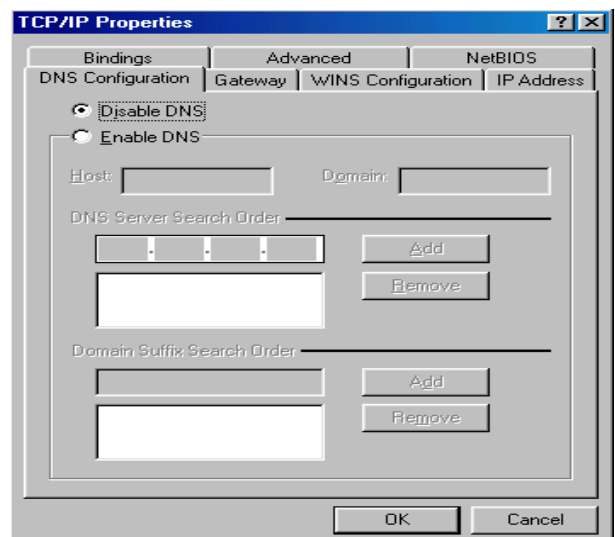 TCP/IP Properties
Bindings Advanced NetBIOS
DNS Configuration Gateway WINS Configuration IP Address
Disable DNS
Enable DNS
Host: Domain:
DNS Server Search Order
. . . Add
Remove
Domain Suffix Search Order
Add
Remove
OK Cancel